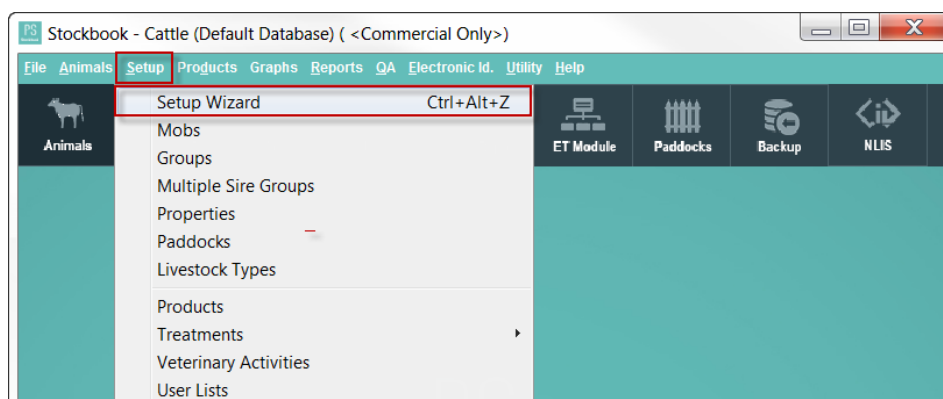 PS
Stockbook - Cattle (Default Database) ( <Commercial Only>)
File Animals Setup Products Graphs Reports QA Electronic Id. Utility Help
Setup Wizard Ctrl+Alt+Z
Mobs
Groups
Multiple Sire Groups
Properties
Paddocks
Livestock Types
Products
Treatments
Veterinary Activities
User Lists
Animals
ET Module
Paddocks
Backup
NLIS